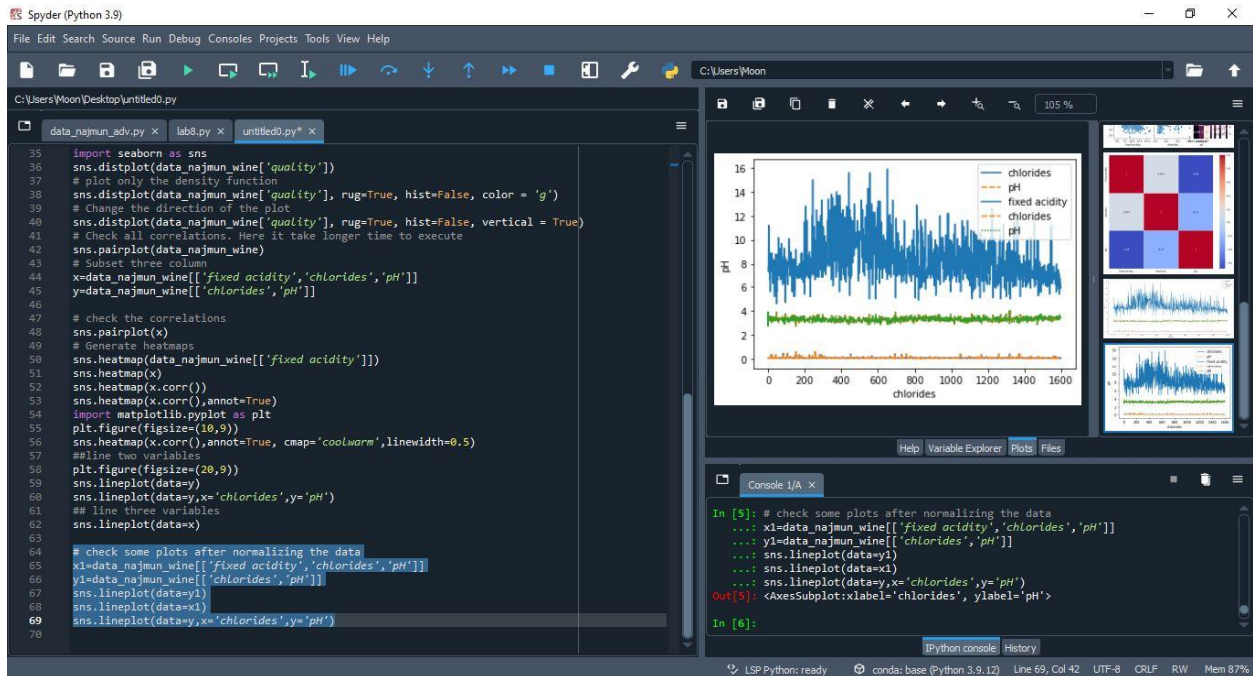 Spyder (Python 3.9)
File Edit Search Source Run Debug Consoles Projects Tools View Help
C:\Users\Moon
C:\Users\Moon\Desktop\untitled0.py
data_najmun_adv.py lab8.py untitled0.py*
35 import seaborn as sns
36 sns.distplot(data_najmun_wine['quality'])
37 # plot only the density function
38 sns.distplot(data_najmun_wine['quality'], rug=True, hist=False, color = 'g')
39 # Change the direction of the plot
40 sns.distplot(data_najmun_wine['quality'], rug=True, hist=False, vertical = True)
41 # Check all correlations. Here it take longer time to execute
42 sns.pairplot(data_najmun_wine)
43 # Subset three column
44 x=data_najmun_wine[['fixed acidity','chlorides','pH']]
45 y=data_najmun_wine[['chlorides','pH']]
46
47 # check the correlations
48 sns.pairplot(x)
49 # Generate heatmaps
50 sns.heatmap(data_najmun_wine[['fixed acidity']])
51 sns.heatmap(x)
52 sns.heatmap(x.corr())
53 sns.heatmap(x.corr(),annot=True)
54 import matplotlib.pyplot as plt
55 plt.figure(figsize=(10,9))
56 sns.heatmap(x.corr(),annot=True, cmap='coolwarm',linewidth=0.5)
57 ##line two variables
58 plt.figure(figsize=(20,9))
59 sns.lineplot(data=y)
60 sns.lineplot(data=y,x='chlorides',y='pH')
61 ## line three variables
62 sns.lineplot(data=x)
63
64 # check some plots after normalizing the data
65 x1=data_najmun_wine[['fixed acidity','chlorides','pH']]
66 y1=data_najmun_wine[['chlorides','pH']]
67 sns.lineplot(data=y1)
68 sns.lineplot(data=x1)
69 sns.lineplot(data=y,x='chlorides',y='pH')
70
105 %
16
14
12
10
8
6
4
2
0
pH
chlorides
pH
fixed acidity
chlorides
pH
0 200 400 600 800 1000 1200 1400 1600
chlorides
Help Variable Explorer Plots Files
Console 1/A
In [5]: # check some plots after normalizing the data
...: x1=data_najmun_wine[['fixed acidity','chlorides','pH']]
...: y1=data_najmun_wine[['chlorides','pH']]
...: sns.lineplot(data=y1)
...: sns.lineplot(data=x1)
...: sns.lineplot(data=y,x='chlorides',y='pH')
Out[5]: <AxesSubplot:xlabel='chlorides', ylabel='pH'>
In [6]:
IPython console History
LSP Python: ready conda: base (Python 3.9.12) Line 69, Col 42 UTF-8 CRLF RW Mem 87%